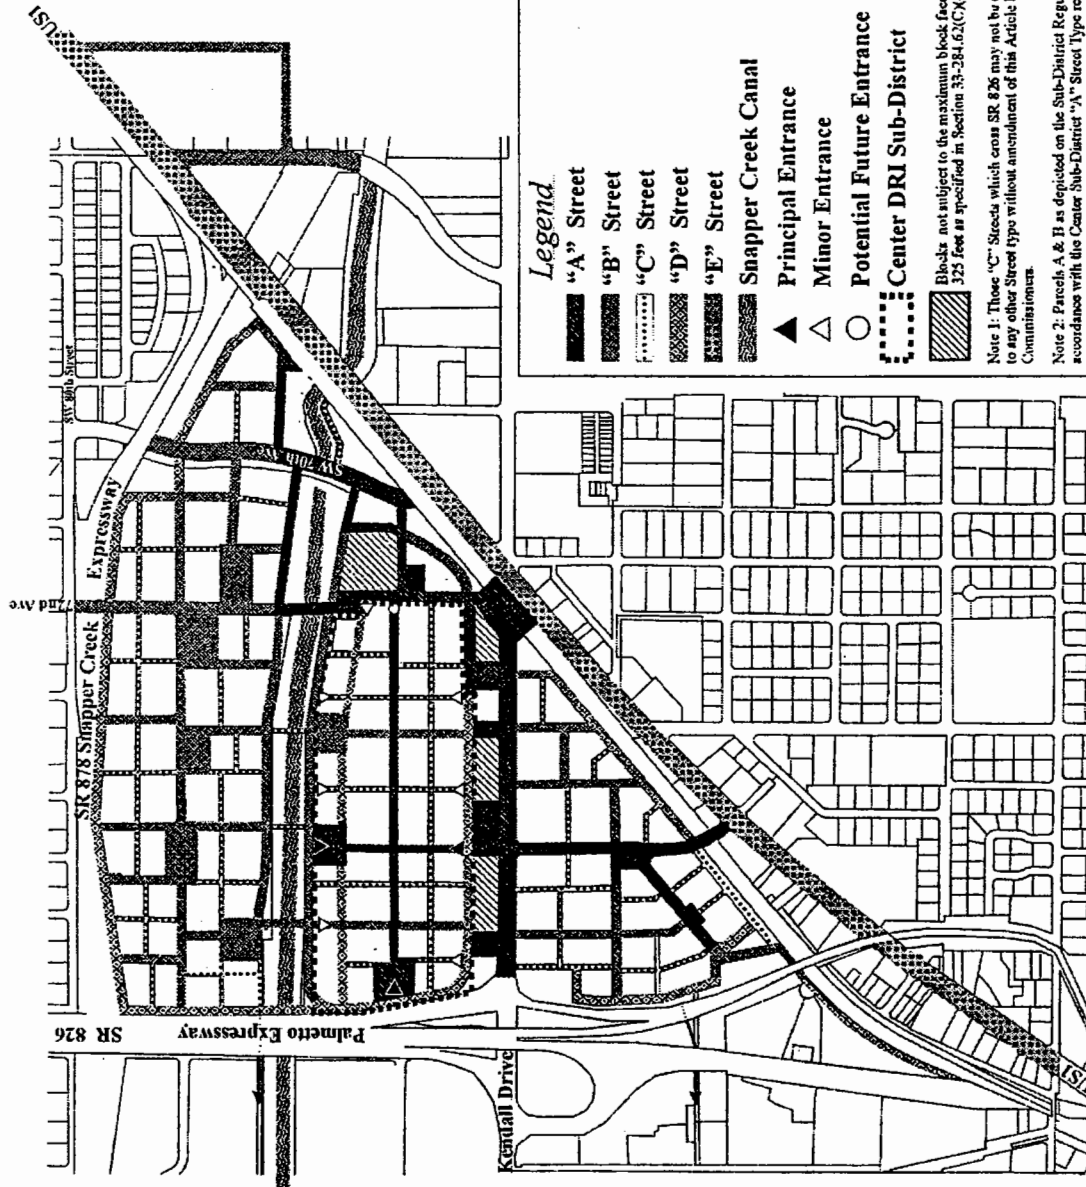 US1
SW 80th Street
Expressway
SR 878 Snapper Creek
72nd Ave
SW 70th Ave
SR 826
Palmetto Expressway
Kendall Drive
US1
Legend
"A" Street
"B" Street
"C" Street
"D" Street
"E" Street
Snapper Creek Canal
Principal Entrance
Minor Entrance
Potential Future Entrance
Center DRI Sub-District
Blocks not subject to the maximum block face
325 feet as specified in Section 33-284.62(C)(
Note 1: Those "C" Streets which cross SR 826 may not be
to any other Street type without amendment of this Article
Commissioners.
Note 2: Parcels A & B as depicted on the Sub-District Regu
accordance with the Center Sub-District "A" Street Type re